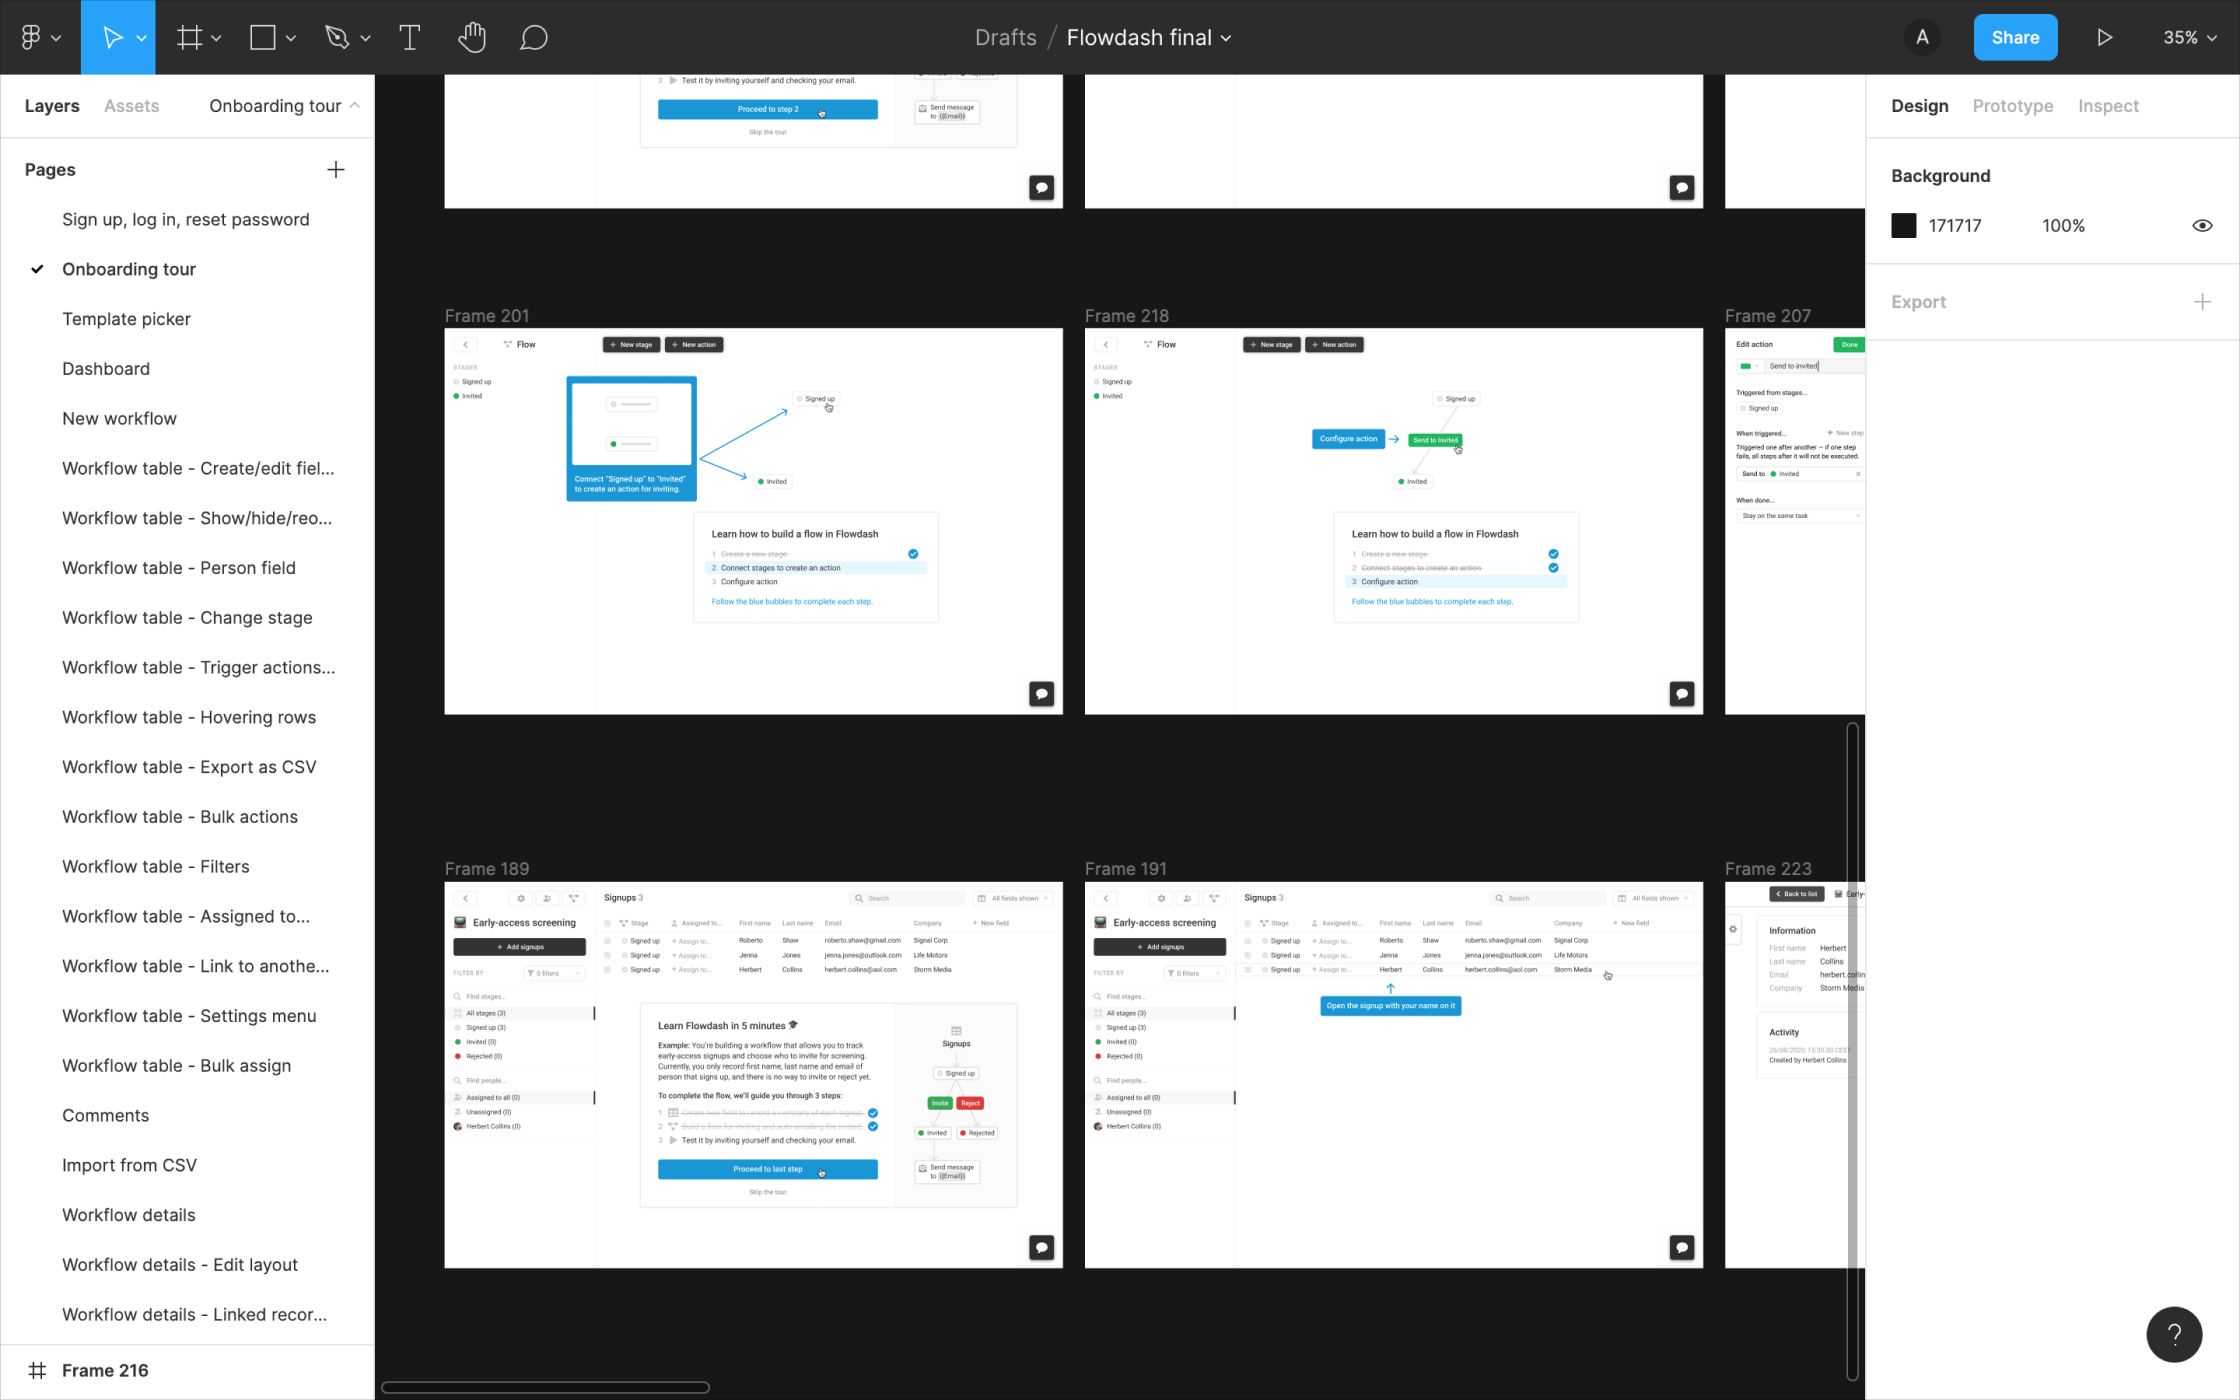 Drafts / Flowdash final
A
Share
35%
Layers
Assets
Onboarding tour
Pages
Sign up, log in, reset password
Onboarding tour
Template picker
Dashboard
New workflow
Workflow table - Create/edit fiel...
Workflow table - Show/hide/reo...
Workflow table - Person field
Workflow table - Change stage
Workflow table - Trigger actions...
Workflow table - Hovering rows
Workflow table - Export as CSV
Workflow table - Bulk actions
Workflow table - Filters
Workflow table - Assigned to...
Workflow table - Link to anothe...
Workflow table - Settings menu
Workflow table - Bulk assign
Comments
Import from CSV
Workflow details
Workflow details - Edit layout
Workflow details - Linked recor...
Frame 216
3 Test it by inviting yourself and checking your email.
Proceed to step 2
Skip the tour
Send message
to {{Email}}
Frame 201
Flow
+ New stage
+ New action
STAGES
Signed up
Invited
Signed up
Invited
Connect "Signed up" to "Invited"
to create an action for inviting.
Learn how to build a flow in Flowdash
1 Create a new stage
2 Connect stages to create an action
3 Configure action
Follow the blue bubbles to complete each step.
Frame 218
Flow
+ New stage
+ New action
STAGES
Signed up
Invited
Signed up
Configure action
Send to Invited
Invited
Learn how to build a flow in Flowdash
1 Create a new stage
2 Connect stages to create an action
3 Configure action
Follow the blue bubbles to complete each step.
Frame 207
Edit action
Done
Send to invited
Triggered from stages...
Signed up
When triggered...
+ New step
Triggered one after another – if one step
fails, all steps after it will not be executed.
Send to Invited
When done...
Stay on the same task
Frame 189
Early-access screening
+ Add signups
FILTER BY
0 filters
Find stages...
All stages (3)
Signed up (3)
Invited (0)
Rejected (0)
Find people...
Assigned to all (0)
Unassigned (0)
Herbert Collins (0)
Signups 3
Search
All fields shown
Stage Assigned to... First name Last name Email Company + New field
Signed up + Assign to... Roberto Shaw roberto.shaw@gmail.com Signal Corp
Signed up + Assign to... Jenna Jones jenna.jones@outlook.com Life Motors
Signed up + Assign to... Herbert Collins herbert.collins@aol.com Storm Media
Learn Flowdash in 5 minutes
Example: You're building a workflow that allows you to track
early-access signups and choose who to invite for screening.
Currently, you only record first name, last name and email of
person that signs up, and there is no way to invite or reject yet.
To complete the flow, we'll guide you through 3 steps:
1 Create new field to record a company of each signup.
2 Build a flow for inviting and auto-emailing the invited.
3 Test it by inviting yourself and checking your email.
Proceed to last step
Skip the tour
Signups
Signed up
Invite
Reject
Invited
Rejected
Send message
to {{Email}}
Frame 191
Early-access screening
+ Add signups
FILTER BY
0 filters
Find stages...
All stages (3)
Signed up (3)
Invited (0)
Rejected (0)
Find people...
Assigned to all (0)
Unassigned (0)
Herbert Collins (0)
Signups 3
Search
All fields shown
Stage Assigned to... First name Last name Email Company + New field
Signed up + Assign to... Roberto Shaw roberto.shaw@gmail.com Signal Corp
Signed up + Assign to... Jenna Jones jenna.jones@outlook.com Life Motors
Signed up + Assign to... Herbert Collins herbert.collins@aol.com Storm Media
Open the signup with your name on it
Frame 223
Back to list
Early-
Information
First name Herbert
Last name Collins
Email herbert.collin
Company Storm Media
Activity
26/08/2020, 15:30:30 CEST
Created by Herbert Collins
Design
Prototype
Inspect
Background
171717
100%
Export
?